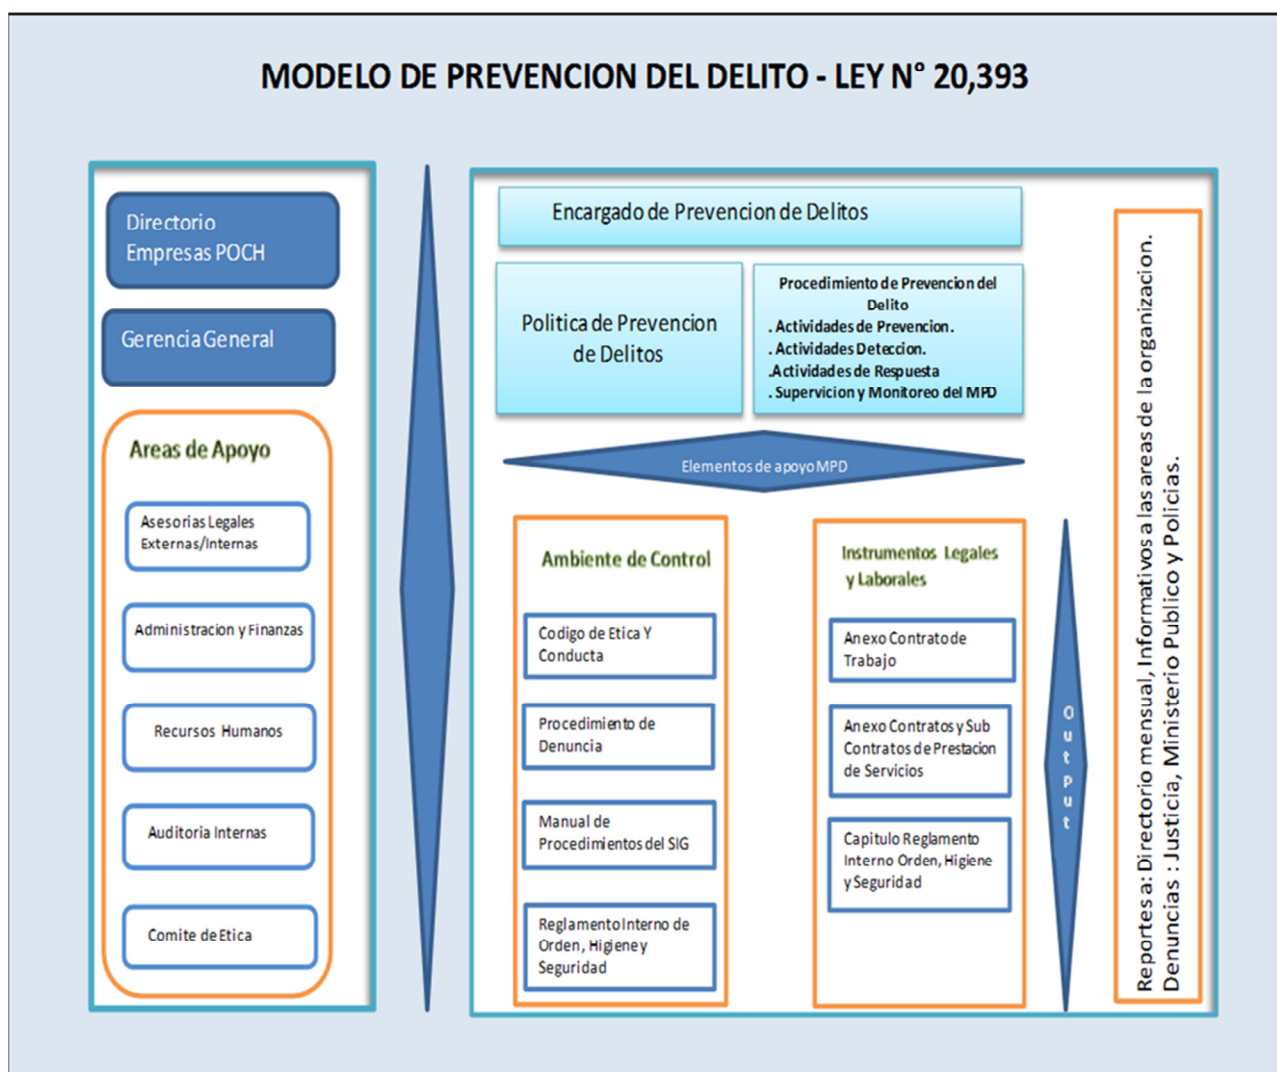 MODELO DE PREVENCION DEL DELITO - LEY N° 20,393
Directorio
Empresas POCH
Gerencia General
Areas de Apoyo
Asesorias Legales
Externas/Internas
Administracion y Finanzas
Recursos Humanos
Auditoria Internas
Comite de Etica
Encargado de Prevencion de Delitos
Politica de Prevencion
de Delitos
Procedimiento de Prevencion del
Delito
. Actividades de Prevencion.
. Actividades Deteccion.
.Actividades de Respuesta
. Supervicion y Monitoreo del MPD
Elementos de apoyo MPD
Ambiente de Control
Codigo de Etica Y
Conducta
Procedimiento de
Denuncia
Manual de
Procedimientos del SIG
Reglamento Interno de
Orden, Higiene y
Seguridad
Instrumentos Legales
y Laborales
Anexo Contrato de
Trabajo
Anexo Contratos y Sub
Contratos de Prestacion
de Servicios
Capitulo Reglamento
Interno Orden, Higiene
y Seguridad
Output
Reportes a: Directorio mensual, Informativos a las areas de la organizacion.
Denuncias : Justicia, Ministerio Publico y Policias.